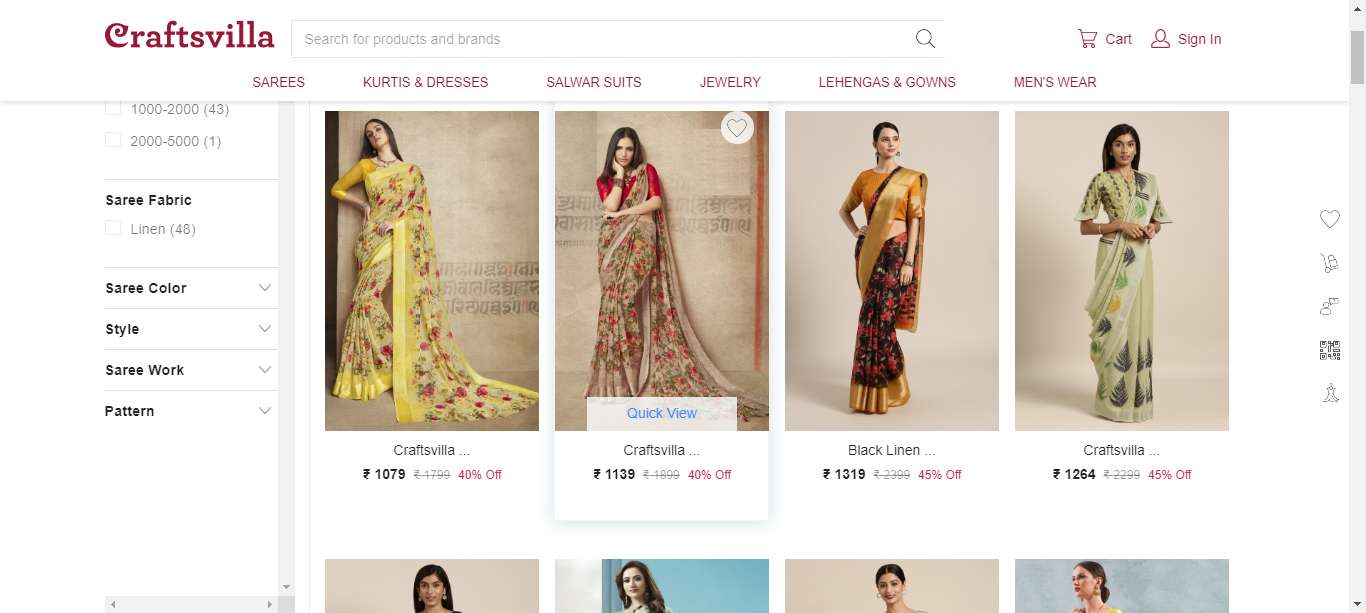 Craftsvilla
Search for products and brands
Cart
Sign In
SAREES
KURTIS & DRESSES
SALWAR SUITS
JEWELRY
LEHENGAS & GOWNS
MEN'S WEAR
1000-2000 (43)
2000-5000 (1)
Saree Fabric
Linen (48)
Saree Color
Style
Saree Work
Pattern
Quick View
Craftsvilla ...
₹ 1079 ₹ 1799 40% Off
Craftsvilla ...
₹ 1139 ₹ 1899 40% Off
Black Linen ...
₹ 1319 ₹ 2399 45% Off
Craftsvilla ...
₹ 1264 ₹ 2299 45% Off